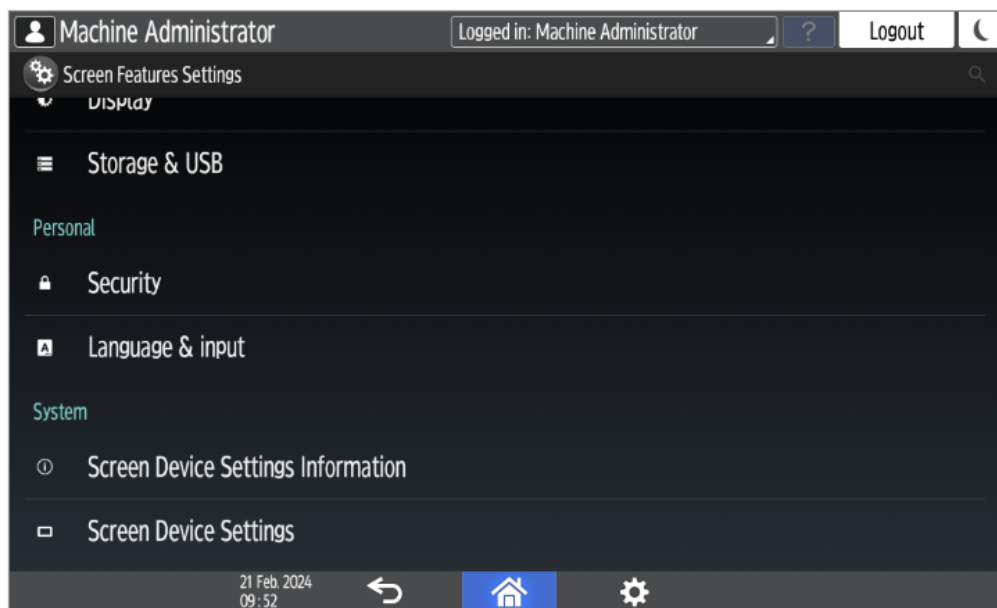 Machine Administrator
Logged in: Machine Administrator
?
Logout
Screen Features Settings
Display
Storage & USB
Personal
Security
A
Language & input
System
Screen Device Settings Information
Screen Device Settings
21 Feb. 2024
09:52